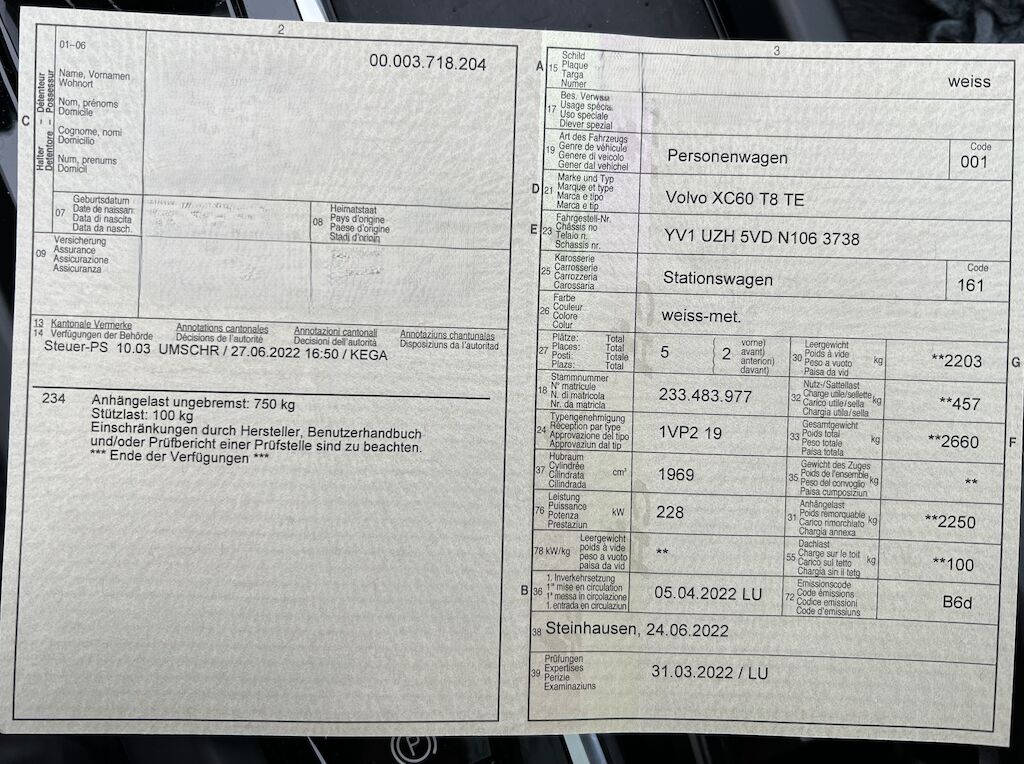 2
01–06
00.003.718.204
C
Halter – Détenteur
Detentore – Possessur
Name, Vornamen
Wohnort
Nom, prénoms
Domicile
Cognome, nomi
Domicilio
Num, prenums
Domicil
07
Geburtsdatum
Date de naissan
Data di nascita
Data da nasch.
08
Heimatstaat
Pays d'origine
Paese d'origine
Stadi d'origin
09
Versicherung
Assurance
Assicurazione
Assicuranza
13 Kantonale Vermerke Annotations cantonales Annotazioni cantonali Annotaziuns chantunalas
14 Verfügungen der Behörde Décisions de l'autorité Decisioni dell'autorità Disposiziuns da l'autoritad
Steuer-PS 10.03 UMSCHR / 27.06.2022 16:50 / KEGA
234 Anhängelast ungebremst: 750 kg
Stützlast: 100 kg
Einschränkungen durch Hersteller, Benutzerhandbuch
und/oder Prüfbericht einer Prüfstelle sind zu beachten.
*** Ende der Verfügungen ***
3
A 15
Schild
Plaque
Targa
Numer
weiss
17
Bes. Verw
Usage spécia.
Uso speciale
Diever spezial
19
Art des Fahrzeugs
Genre de véhicule
Genere di veicolo
Gener dal vehichel
Personenwagen
Code
001
D 21
Marke und Typ
Marque et type
Marca e tipo
Marca e tip
Volvo XC60 T8 TE
E 23
Fahrgestell-Nr.
Châssis no
Telaio n.
Schassis nr.
YV1 UZH 5VD N106 3738
25
Karosserie
Carrosserie
Carrozzeria
Carossaria
Stationswagen
Code
161
26
Farbe
Couleur
Colore
Colur
weiss-met.
27
Plätze: Total
Places: Total
Posti: Totale
Plazs: Total
5
2
vorne)
avant)
anteriori)
davant)
30
Leergewicht
Poids à vide
Peso a vuoto
Paisa da vid
kg
**2203
G
18
Stammnummer
N° matricule
N. di matricola
Nr. da matricla
233.483.977
32
Nutz-/Sattellast
Charge utile/sellette
Carico utile/sella
Chargia utila/sella
kg
**457
24
Typengenehmigung
Réception par type
Approvazione del tipo
Approvaziun dal tip
1VP2 19
33
Gesamtgewicht
Poids total
Peso totale
Paisa totala
kg
**2660
F
37
Hubraum
Cylindrée
Cilindrata
Cilindrada
cm³
1969
35
Gewicht des Zuges
Poids de l'ensemble
Peso del convoglio
Paisa cumposiziun
kg
**
76
Leistung
Puissance
Potenza
Prestaziun
kW
228
31
Anhängelast
Poids remorquable
Carico rimorchiato
Chargia annexa
kg
**2250
78 kW/kg
Leergewicht
poids à vide
peso a vuoto
paisa da vid
**
55
Dachlast
Charge sur le toit
Carico sul tetto
Chargia sin il tetg
kg
**100
B 36
1. Inverkehrsetzung
1re mise en circulation
1a messa in circolazione
1. entrada en circulaziun
05.04.2022 LU
72
Emissionscode
Code émissions
Codice emissioni
Code d'emissiuns
B6d
38 Steinhausen, 24.06.2022
39
Prüfungen
Expertises
Perizie
Examinaziuns
31.03.2022 / LU
P